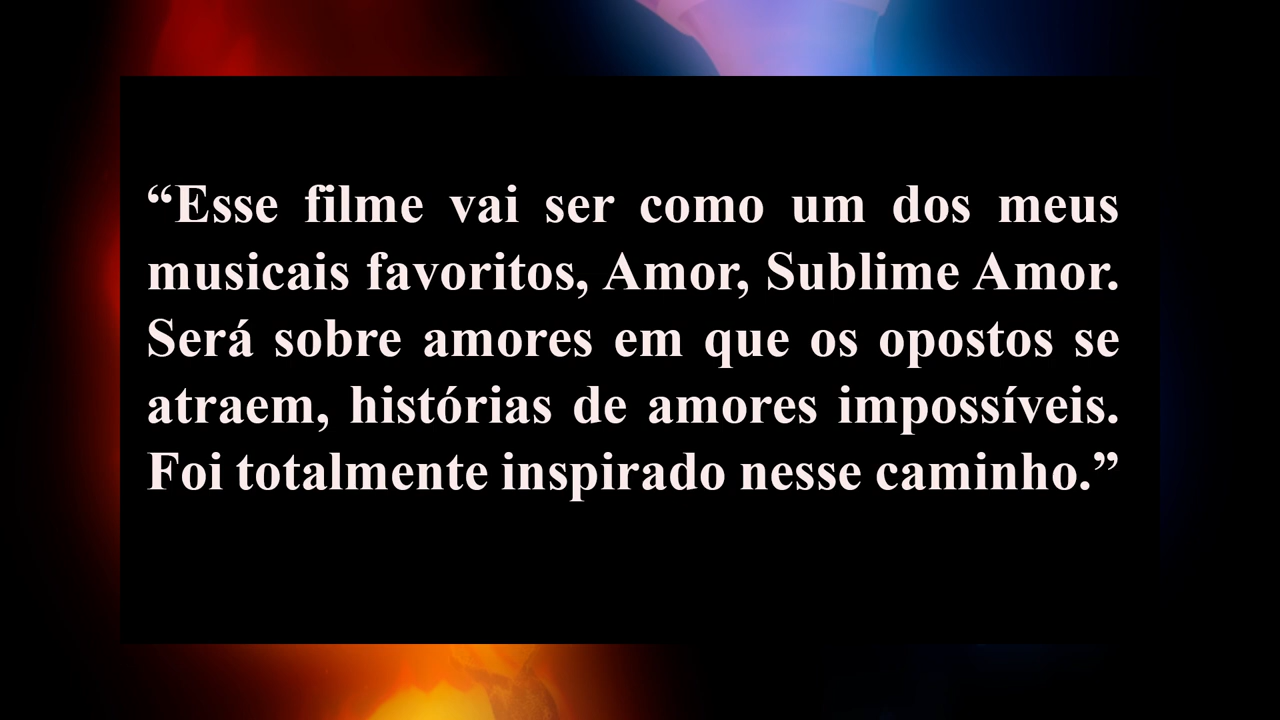 “Esse filme vai ser como um dos meus
musicais favoritos, Amor, Sublime Amor.
Será sobre amores em que os opostos se
atraem, histórias de amores impossíveis.
Foi totalmente inspirado nesse caminho.”